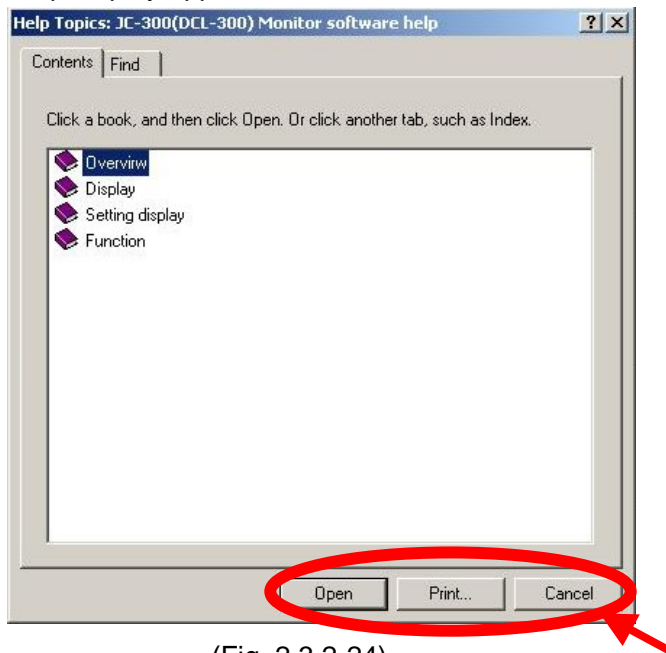 Help Topics: JC-300(DCL-300) Monitor software help
Contents Find
Click a book, and then click Open. Or click another tab, such as Index.
Overvirw
Display
Setting display
Function
Open Print... Cancel